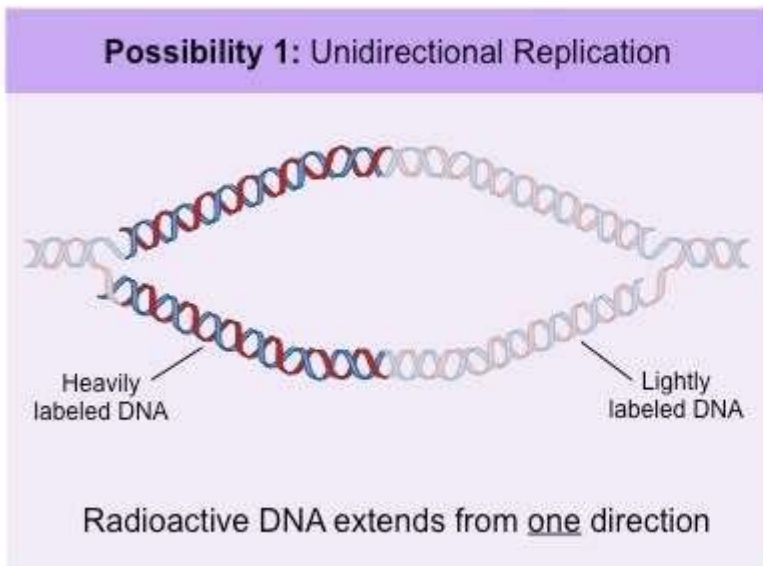 Possibility 1: Unidirectional Replication
Heavily
labeled DNA
Lightly
labeled DNA
Radioactive DNA extends from one direction